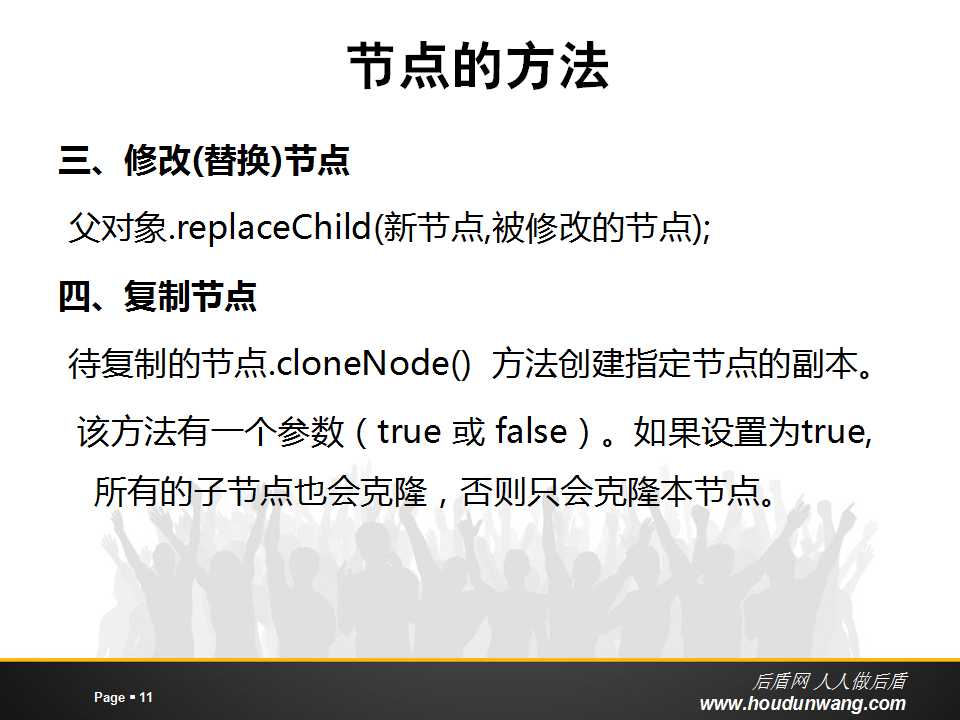 节点的方法
三、修改(替换)节点
父对象.replaceChild(新节点,被修改的节点);
四、复制节点
待复制的节点.cloneNode() 方法创建指定节点的副本。
该方法有一个参数（true 或 false）。如果设置为true,
所有的子节点也会克隆，否则只会克隆本节点。
Page ▪ 11
后盾网 人人做后盾
www.houdunwang.com